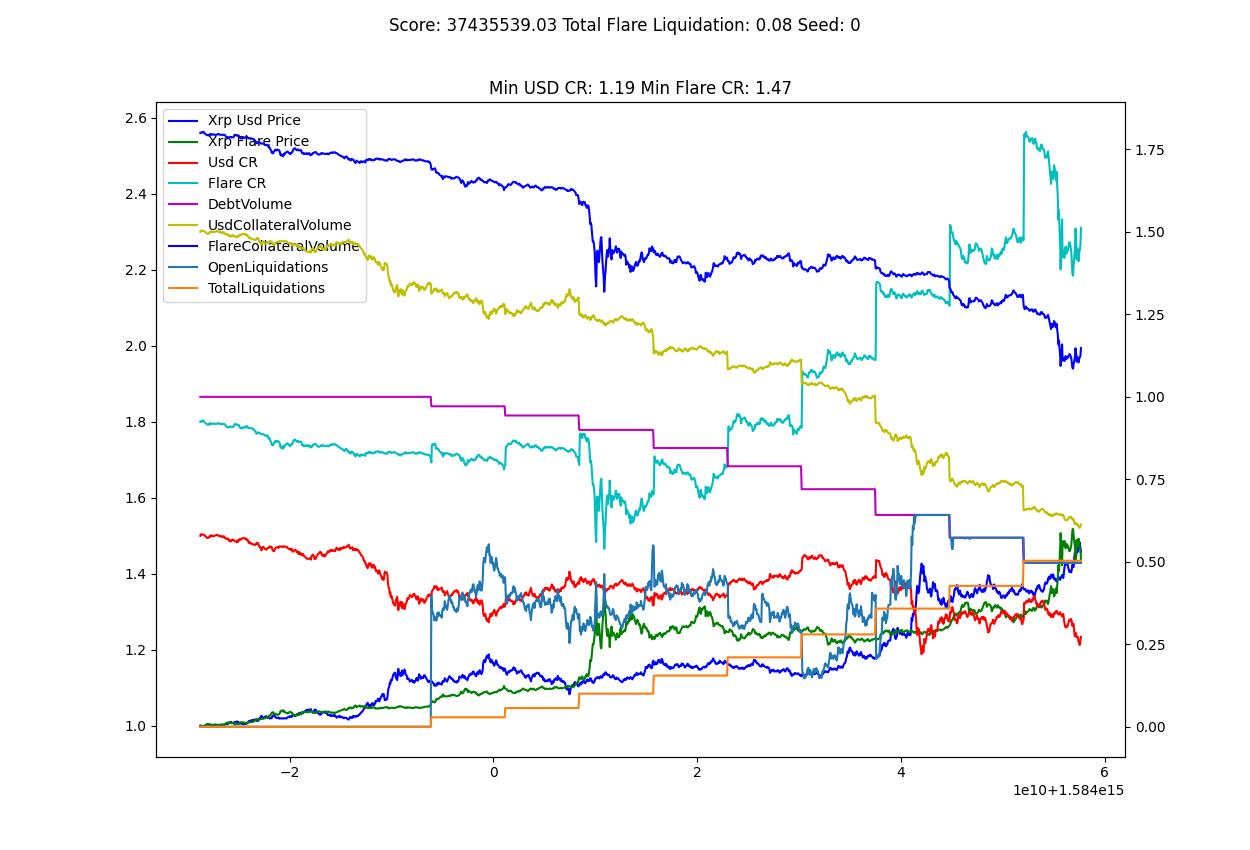 Score: 37435539.03 Total Flare Liquidation: 0.08 Seed: 0
Min USD CR: 1.19 Min Flare CR: 1.47
Xrp Usd Price
Xrp Flare Price
Usd CR
Flare CR
DebtVolume
UsdCollateralVolume
FlareCollateralVolume
OpenLiquidations
TotalLiquidations
2.6
2.4
2.2
2.0
1.8
1.6
1.4
1.2
1.0
1.75
1.50
1.25
1.00
0.75
0.50
0.25
0.00
−2
0
2
4
6
1e10+1.584e15